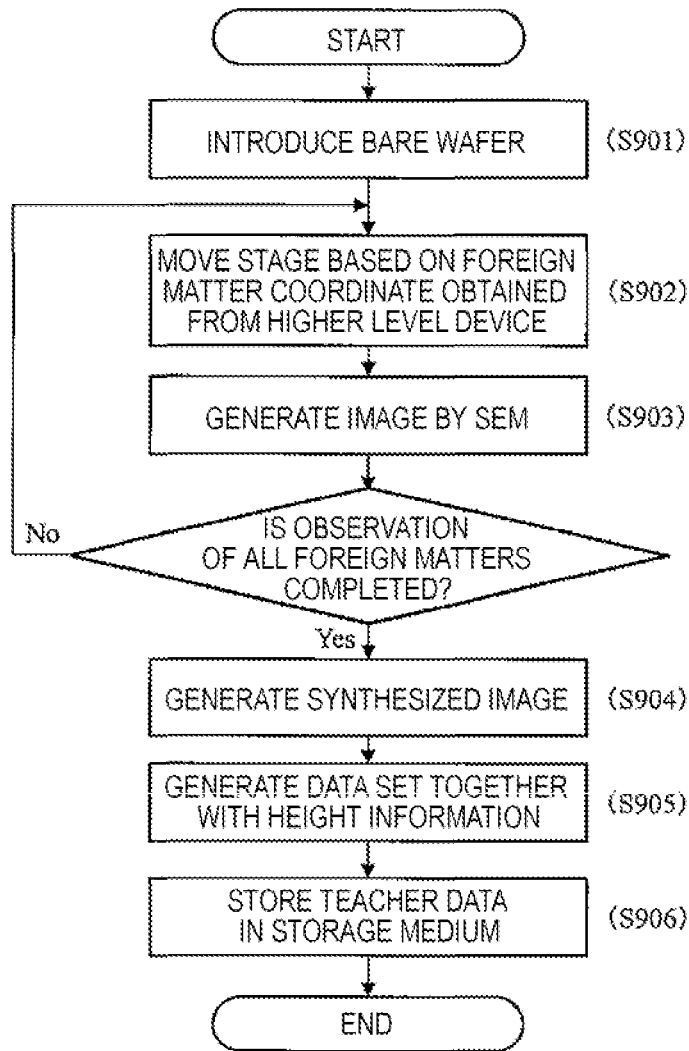 START
INTRODUCE BARE WAFER
(S901)
MOVE STAGE BASED ON FOREIGN
MATTER COORDINATE OBTAINED
FROM HIGHER LEVEL DEVICE
(S902)
GENERATE IMAGE BY SEM
(S903)
IS OBSERVATION
OF ALL FOREIGN MATTERS
COMPLETED?
No
Yes
GENERATE SYNTHESIZED IMAGE
(S904)
GENERATE DATA SET TOGETHER
WITH HEIGHT INFORMATION
(S905)
STORE TEACHER DATA
IN STORAGE MEDIUM
(S906)
END